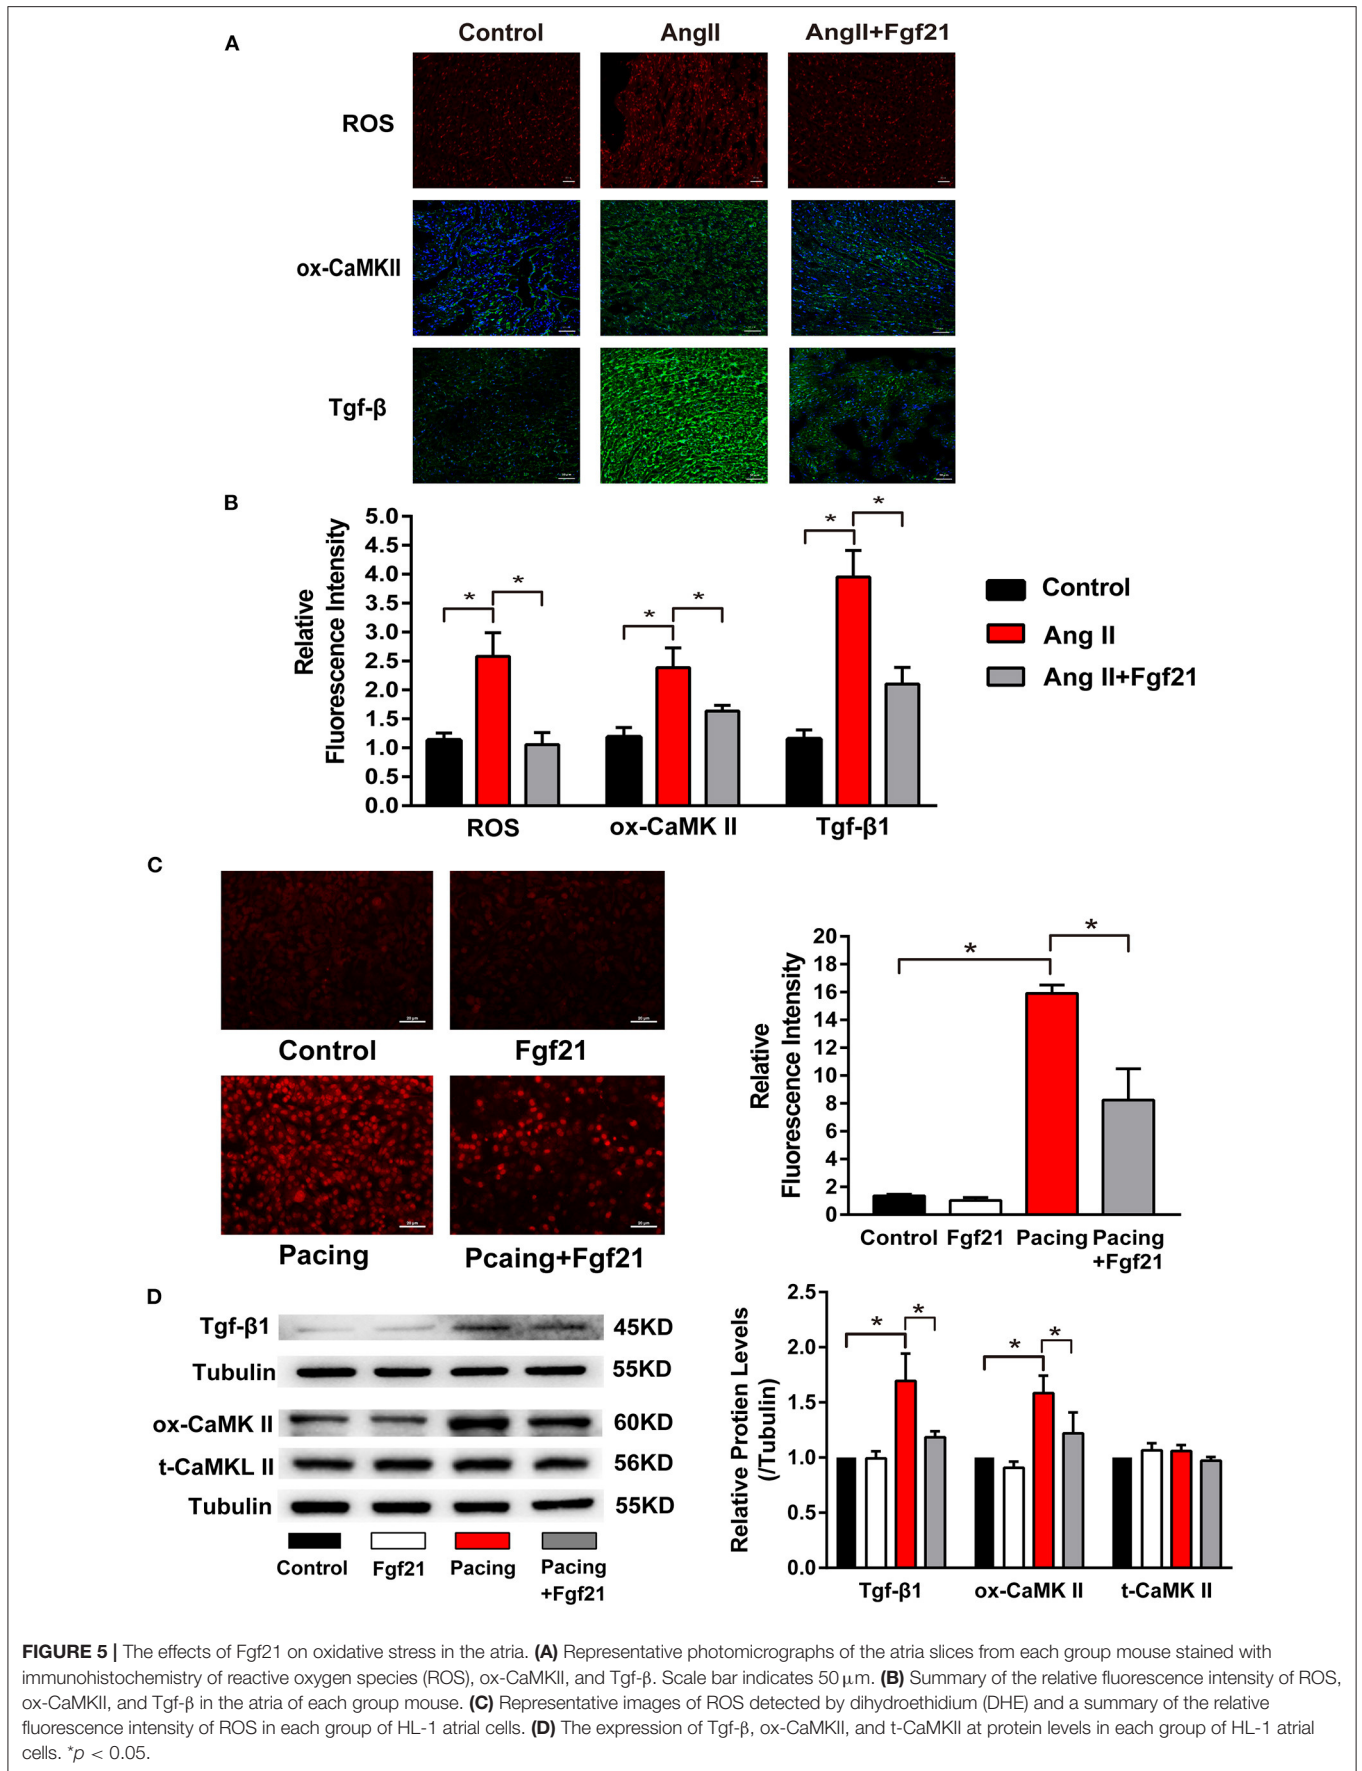 A
Control AngII AngII+Fgf21
ROS
ox-CaMKII
Tgf-β
B
Relative
Fluorescence Intensity
5.0
4.5
4.0
3.5
3.0
2.5
2.0
1.5
1.0
0.5
0.0
* * * * * *
ROS ox-CaMK II Tgf-β1
Control
Ang II
Ang II+Fgf21
C
Control Fgf21
Pacing Pcaing+Fgf21
Relative
Fluorescence Intensity
20
18
16
14
12
10
8
6
4
2
0
* *
Control Fgf21 Pacing Pacing
+Fgf21
D
Tgf-β1 45KD
Tubulin 55KD
ox-CaMK II 60KD
t-CaMKL II 56KD
Tubulin 55KD
Control Fgf21 Pacing Pacing
+Fgf21
Relative Protien Levels
(/Tubulin)
2.5
2.0
1.5
1.0
0.5
0.0
* * * *
Tgf-β1 ox-CaMK II t-CaMK II
FIGURE 5 | The effects of Fgf21 on oxidative stress in the atria. (A) Representative photomicrographs of the atria slices from each group mouse stained with
immunohistochemistry of reactive oxygen species (ROS), ox-CaMKII, and Tgf-β. Scale bar indicates 50 μm. (B) Summary of the relative fluorescence intensity of ROS,
ox-CaMKII, and Tgf-β in the atria of each group mouse. (C) Representative images of ROS detected by dihydroethidium (DHE) and a summary of the relative
fluorescence intensity of ROS in each group of HL-1 atrial cells. (D) The expression of Tgf-β, ox-CaMKII, and t-CaMKII at protein levels in each group of HL-1 atrial
cells. *p < 0.05.